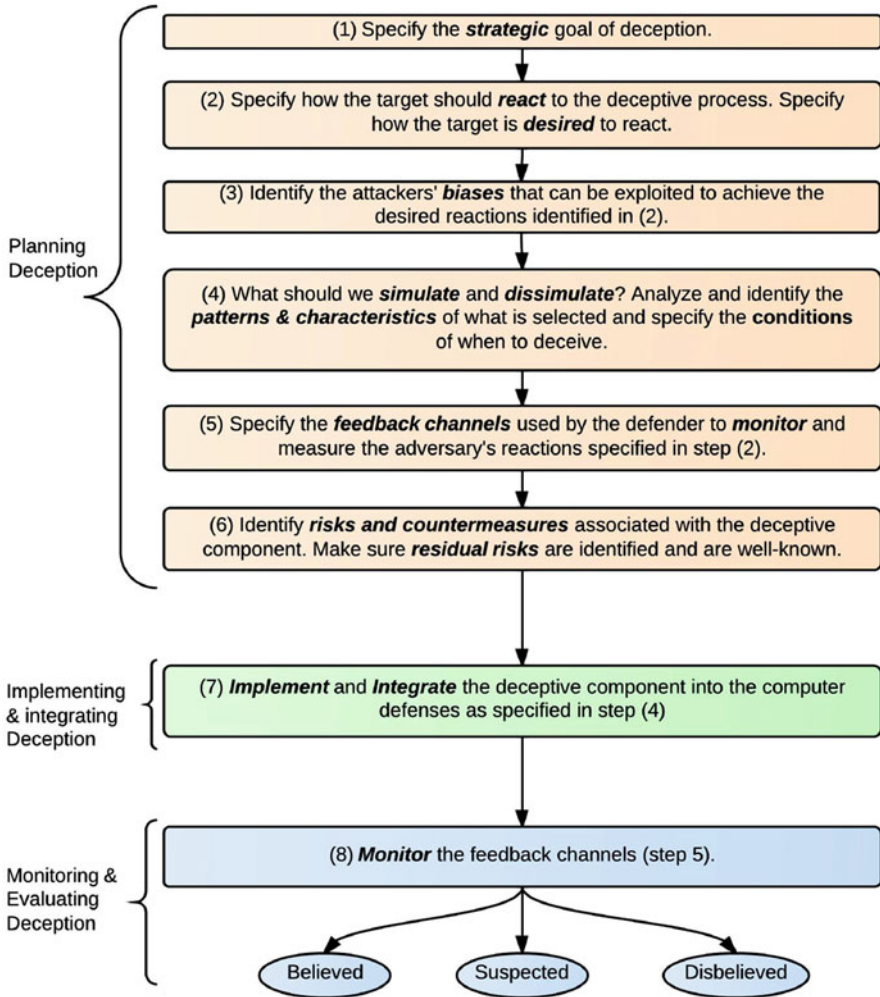 (1) Specify the strategic goal of deception.
(2) Specify how the target should react to the deceptive process. Specify
how the target is desired to react.
(3) Identify the attackers' biases that can be exploited to achieve the
desired reactions identified in (2).
Planning
Deception
(4) What should we simulate and dissimulate? Analyze and identify the
patterns & characteristics of what is selected and specify the conditions
of when to deceive.
(5) Specify the feedback channels used by the defender to monitor and
measure the adversary's reactions specified in step (2).
(6) Identify risks and countermeasures associated with the deceptive
component. Make sure residual risks are identified and are well-known.
Implementing
& integrating
Deception
(7) Implement and Integrate the deceptive component into the computer
defenses as specified in step (4)
Monitoring &
Evaluating
Deception
(8) Monitor the feedback channels (step 5).
Believed
Suspected
Disbelieved